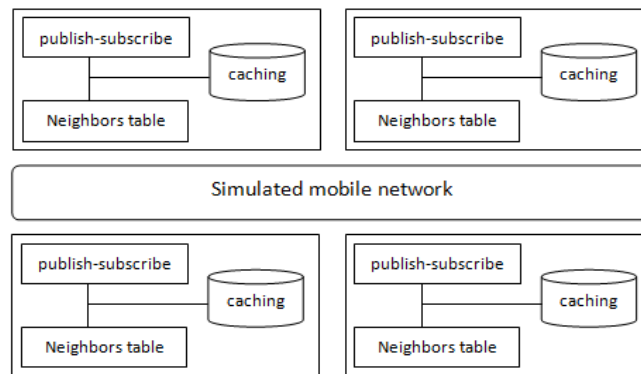 publish-subscribe
caching
Neighbors table
publish-subscribe
caching
Neighbors table
Simulated mobile network
publish-subscribe
caching
Neighbors table
publish-subscribe
caching
Neighbors table